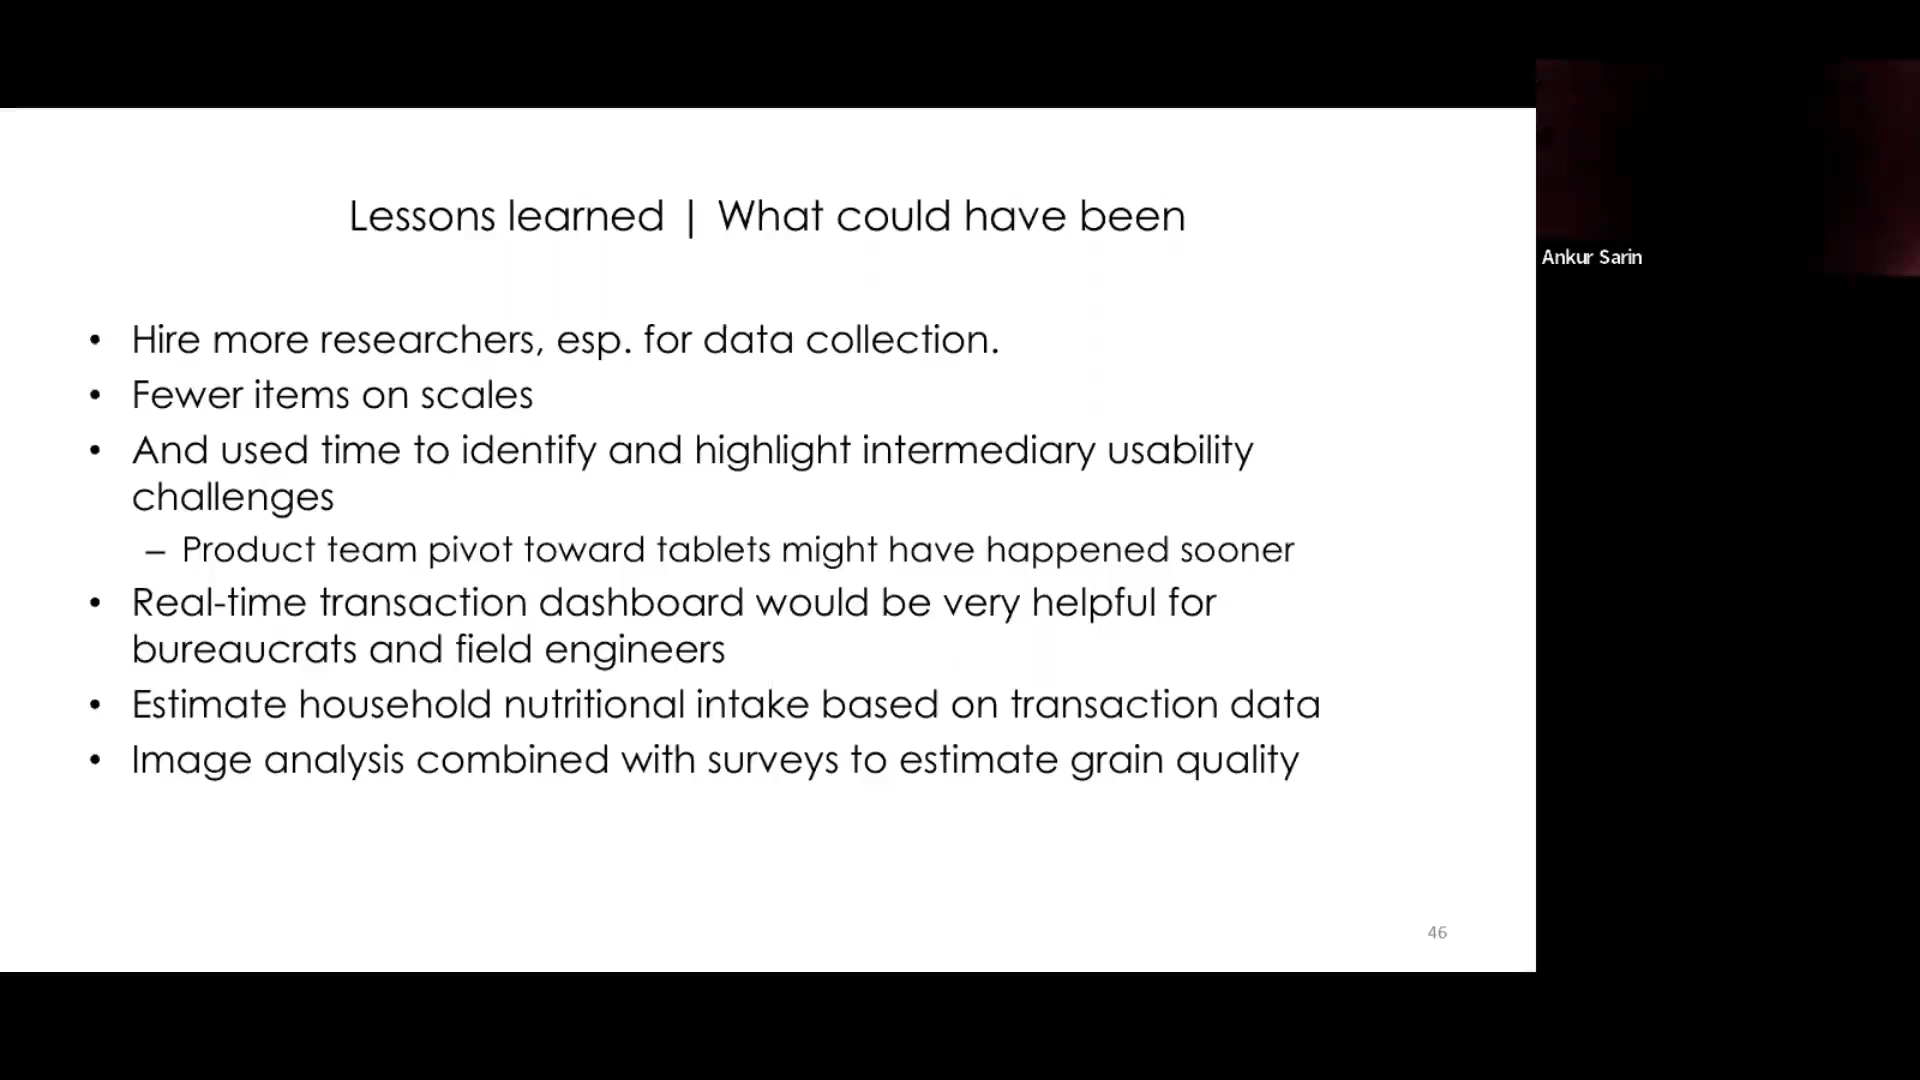 Lessons learned | What could have been
Ankur Sarin
• Hire more researchers, esp. for data collection.
• Fewer items on scales
• And used time to identify and highlight intermediary usability
challenges
– Product team pivot toward tablets might have happened sooner
• Real-time transaction dashboard would be very helpful for
bureaucrats and field engineers
• Estimate household nutritional intake based on transaction data
• Image analysis combined with surveys to estimate grain quality
46